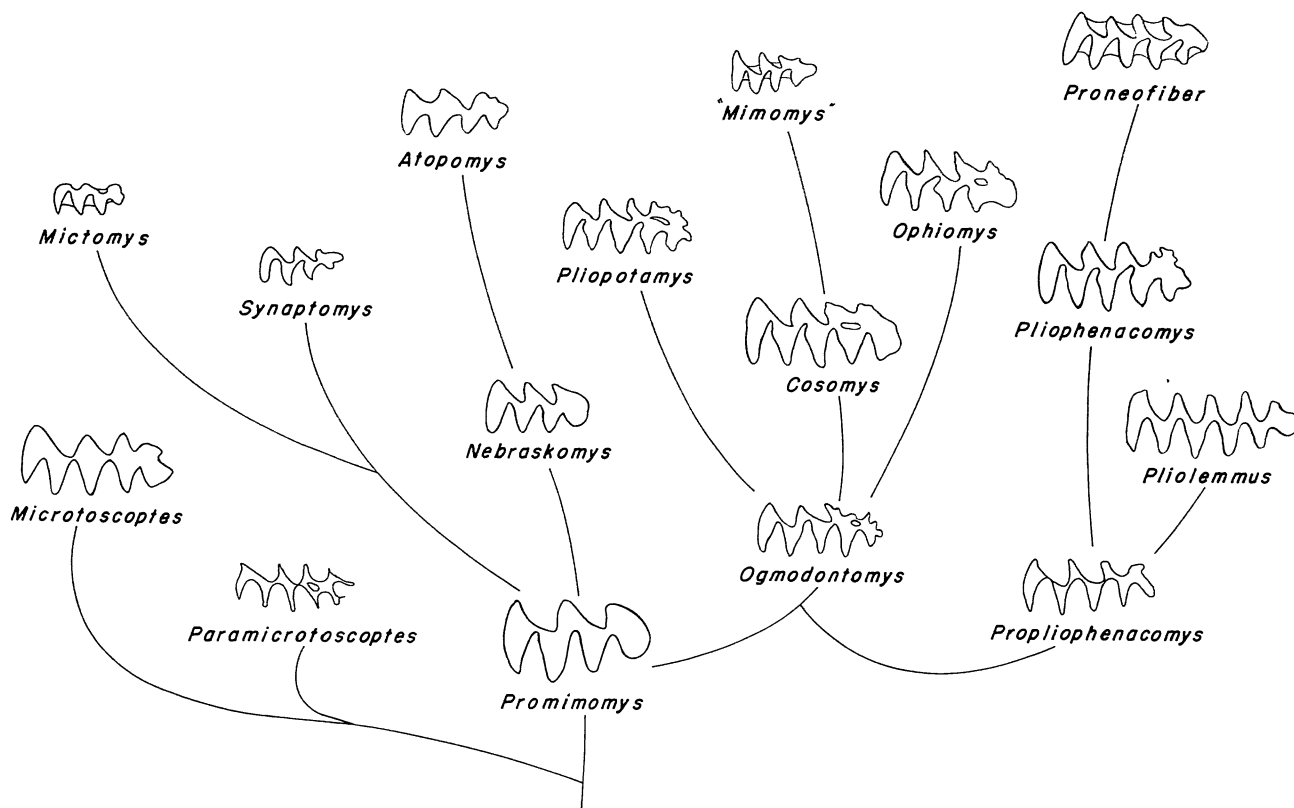 Proneofiber
"Mimomys"
Atopomys
Mictomys
Ophiomys
Pliopotamys
Synaptomys
Pliophenacomys
Cosomys
Nebraskomys
Pliolemmus
Microtoscoptes
Ogmodontomys
Paramicrotoscoptes
Propliophenacomys
Promimomys